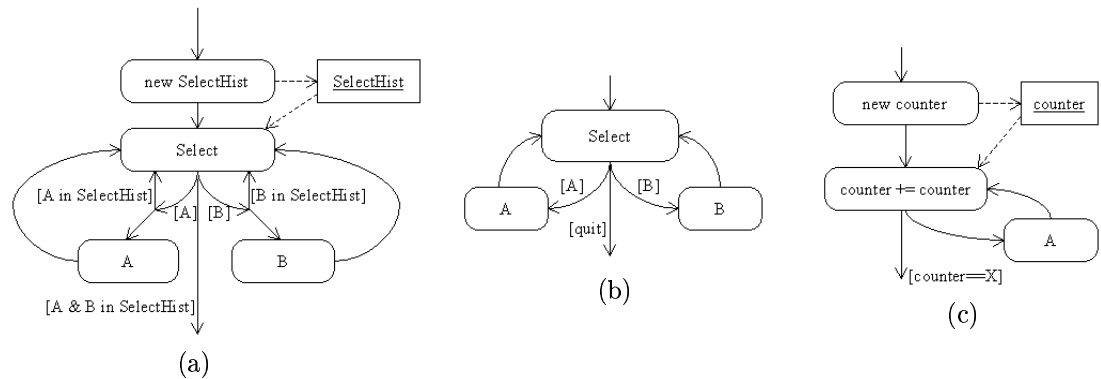 new SelectHist
SelectHist
Select
[A in SelectHist]
[B in SelectHist]
[A]
[B]
A
B
[A & B in SelectHist]
(a)
Select
[A]
[B]
A
B
[quit]
(b)
new counter
counter
counter += counter
A
[counter==X]
(c)